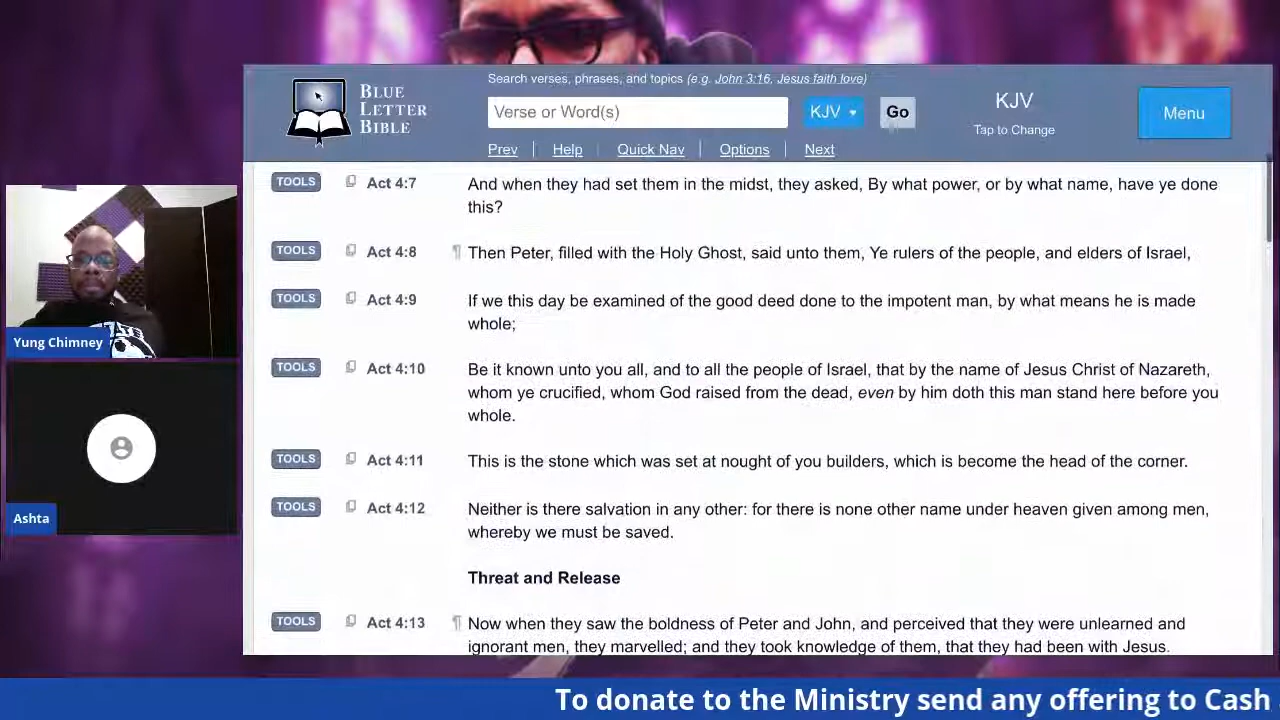 Search verses, phrases, and topics (e.g. John 3:16, Jesus faith love)
BLUE
LETTER
BIBLE
Verse or Word(s)
KJV
Go
KJV
Tap to Change
Menu
Prev
Help
Quick Nav
Options
Next
TOOLS Act 4:7 And when they had set them in the midst, they asked, By what power, or by what name, have ye done
this?
TOOLS Act 4:8 ¶ Then Peter, filled with the Holy Ghost, said unto them, Ye rulers of the people, and elders of Israel,
TOOLS Act 4:9 If we this day be examined of the good deed done to the impotent man, by what means he is made
whole;
TOOLS Act 4:10 Be it known unto you all, and to all the people of Israel, that by the name of Jesus Christ of Nazareth,
whom ye crucified, whom God raised from the dead, even by him doth this man stand here before you
whole.
TOOLS Act 4:11 This is the stone which was set at nought of you builders, which is become the head of the corner.
TOOLS Act 4:12 Neither is there salvation in any other: for there is none other name under heaven given among men,
whereby we must be saved.
Threat and Release
TOOLS Act 4:13 ¶ Now when they saw the boldness of Peter and John, and perceived that they were unlearned and
ignorant men, they marvelled; and they took knowledge of them, that they had been with Jesus.
Yung Chimney
Ashta
To donate to the Ministry send any offering to Cash